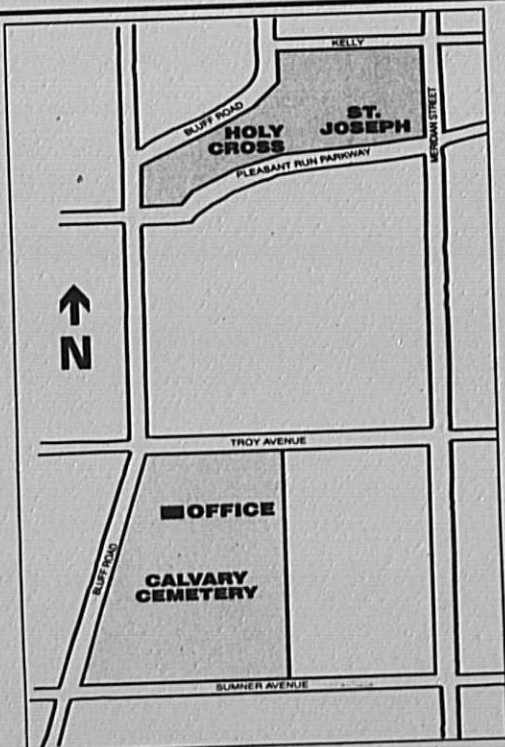 KELLY
BLUFF ROAD
MERIDIAN STREET
ST.
JOSEPH
HOLY
CROSS
PLEASANT RUN PARKWAY
N
TROY AVENUE
OFFICE
BLUFF ROAD
CALVARY
CEMETERY
SUMNER AVENUE